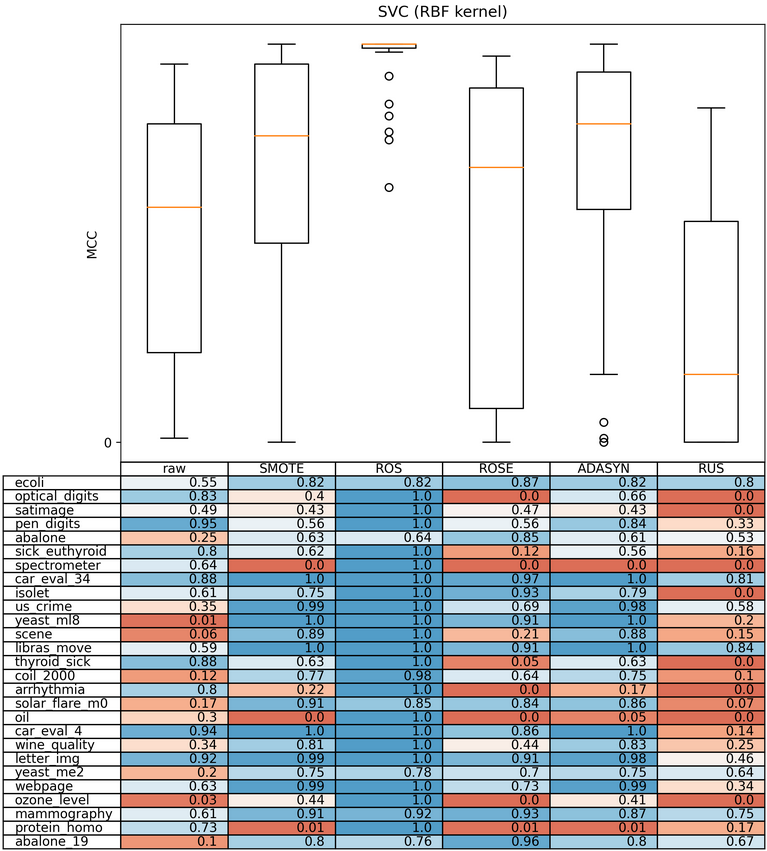 SVC (RBF kernel)
MCC
0
raw SMOTE ROS ROSE ADASYN RUS
ecoli 0.55 0.82 0.82 0.87 0.82 0.8
optical_digits 0.83 0.4 1.0 0.0 0.66 0.0
satimage 0.49 0.43 1.0 0.47 0.43 0.0
pen_digits 0.95 0.56 1.0 0.56 0.84 0.33
abalone 0.25 0.63 0.64 0.85 0.61 0.53
sick_euthyroid 0.8 0.62 1.0 0.12 0.56 0.16
spectrometer 0.64 0.0 1.0 0.0 0.0 0.0
car_eval_34 0.88 1.0 1.0 0.97 1.0 0.81
isolet 0.61 0.75 1.0 0.93 0.79 0.0
us_crime 0.35 0.99 1.0 0.69 0.98 0.58
yeast_ml8 0.01 1.0 1.0 0.91 1.0 0.2
scene 0.06 0.89 1.0 0.21 0.88 0.15
libras_move 0.59 1.0 1.0 0.91 1.0 0.84
thyroid_sick 0.88 0.63 1.0 0.05 0.63 0.0
coil_2000 0.12 0.77 0.98 0.64 0.75 0.1
arrhythmia 0.8 0.22 1.0 0.0 0.17 0.0
solar_flare_m0 0.17 0.91 0.85 0.84 0.86 0.07
oil 0.3 0.0 1.0 0.0 0.05 0.0
car_eval_4 0.94 1.0 1.0 0.86 1.0 0.14
wine_quality 0.34 0.81 1.0 0.44 0.83 0.25
letter_img 0.92 0.99 1.0 0.91 0.98 0.46
yeast_me2 0.2 0.75 0.78 0.7 0.75 0.64
webpage 0.63 0.99 1.0 0.73 0.99 0.34
ozone_level 0.03 0.44 1.0 0.0 0.41 0.0
mammography 0.61 0.91 0.92 0.93 0.87 0.75
protein_homo 0.73 0.01 1.0 0.01 0.01 0.17
abalone_19 0.1 0.8 0.76 0.96 0.8 0.67